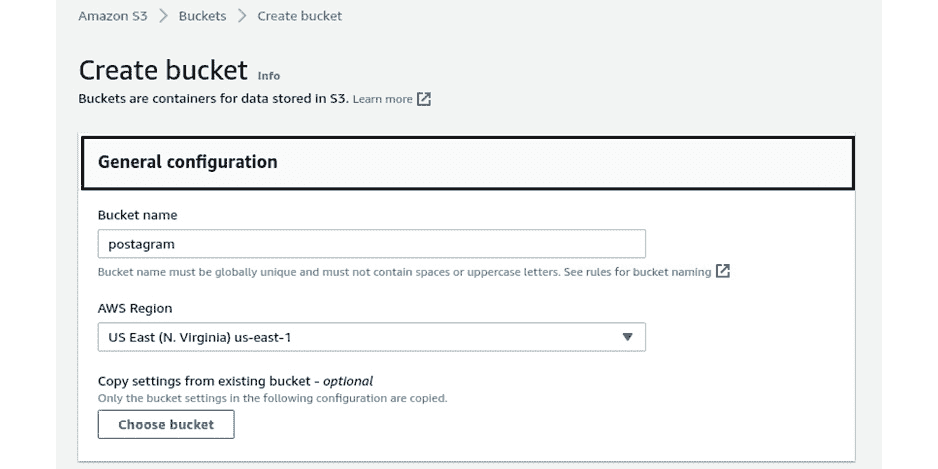 Amazon S3 > Buckets > Create bucket
Create bucket Info
Buckets are containers for data stored in S3. Learn more
General configuration
Bucket name
postagram
Bucket name must be globally unique and must not contain spaces or uppercase letters. See rules for bucket naming
AWS Region
US East (N. Virginia) us-east-1
Copy settings from existing bucket - optional
Only the bucket settings in the following configuration are copied.
Choose bucket